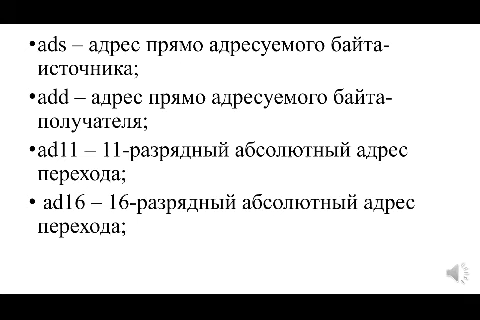 •ads – адрес прямо адресуемого байта-
источника;
•add – адрес прямо адресуемого байта-
получателя;
•ad11 – 11-разрядный абсолютный адрес
перехода;
• ad16 – 16-разрядный абсолютный адрес
перехода;